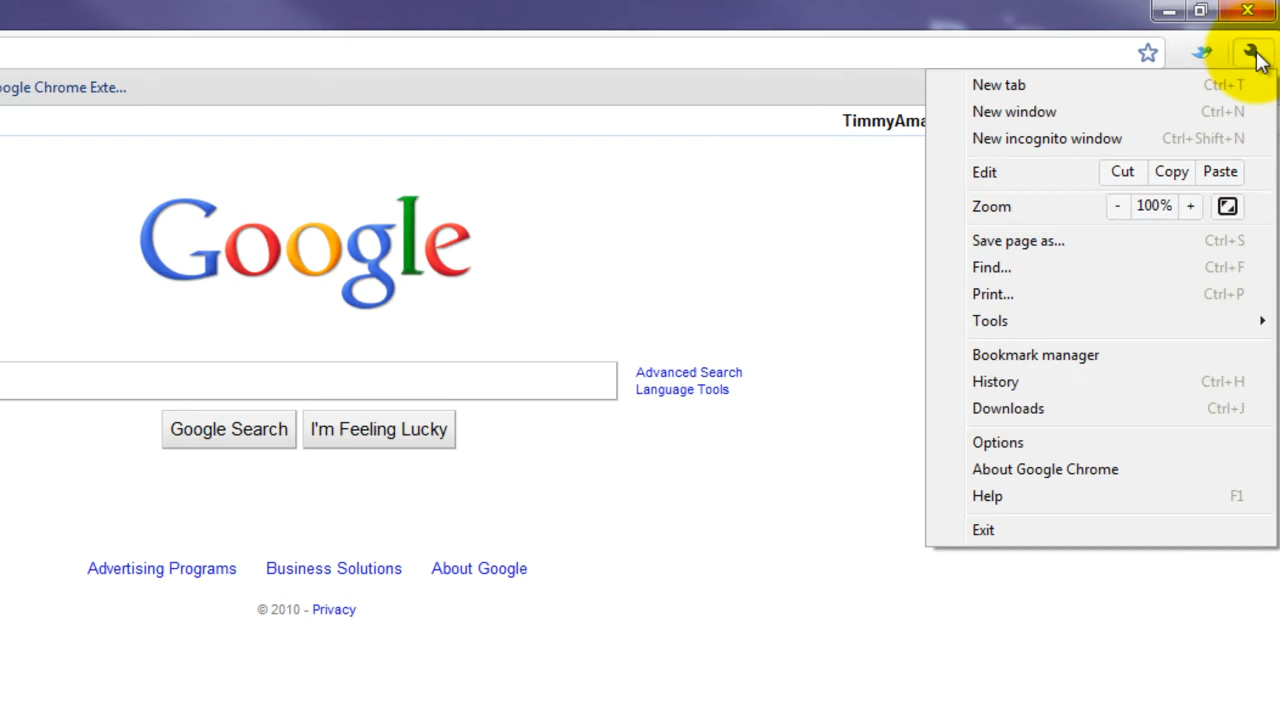 oogle Chrome Exte...
TimmyAma
New tab Ctrl+T
New window Ctrl+N
New incognito window Ctrl+Shift+N
Edit Cut Copy Paste
Zoom - 100% +
Save page as... Ctrl+S
Find... Ctrl+F
Print... Ctrl+P
Tools
Bookmark manager
History Ctrl+H
Downloads Ctrl+J
Options
About Google Chrome
Help F1
Exit
Google
Advanced Search
Language Tools
Google Search I'm Feeling Lucky
Advertising Programs Business Solutions About Google
© 2010 - Privacy